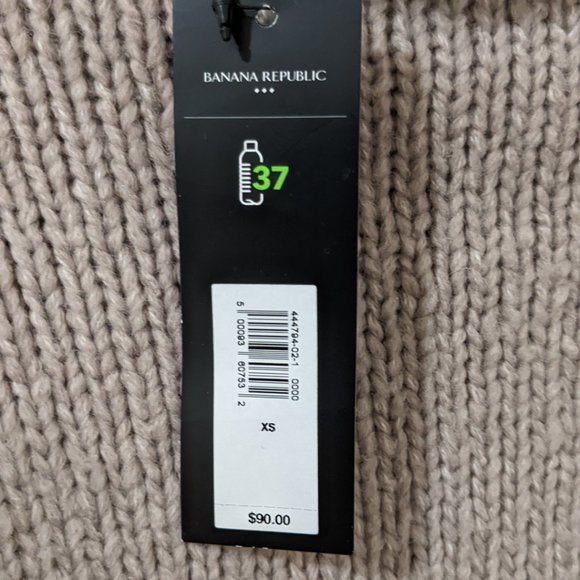 BANANA REPUBLIC
37
444794-02-1 0000
5 00093 60753 2
XS
$90.00